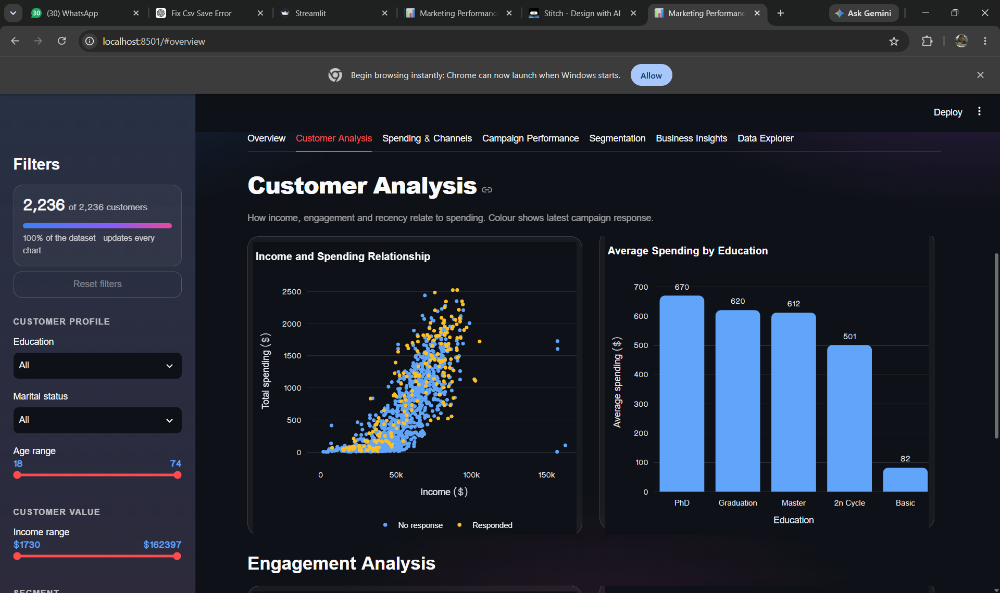 (30) WhatsApp
Fix Csv Save Error
Streamlit
Marketing Performanc
Stitch - Design with AI
Marketing Performanc
Ask Gemini
localhost:8501/#overview
Begin browsing instantly: Chrome can now launch when Windows starts.
Allow
Deploy
Filters
2,236 of 2,236 customers
100% of the dataset · updates every
chart
Reset filters
CUSTOMER PROFILE
Education
All
Marital status
All
Age range
18 74
CUSTOMER VALUE
Income range
$1730 $162397
SEGMENT
Overview Customer Analysis Spending & Channels Campaign Performance Segmentation Business Insights Data Explorer
Customer Analysis
How income, engagement and recency relate to spending. Colour shows latest campaign response.
Income and Spending Relationship
2500
2000
1500
1000
500
0
Total spending ($)
0 50k 100k 150k
Income ($)
No response Responded
Average Spending by Education
700
600
500
400
300
200
100
0
Average spending ($)
670
620
612
501
82
PhD Graduation Master 2n Cycle Basic
Education
Engagement Analysis